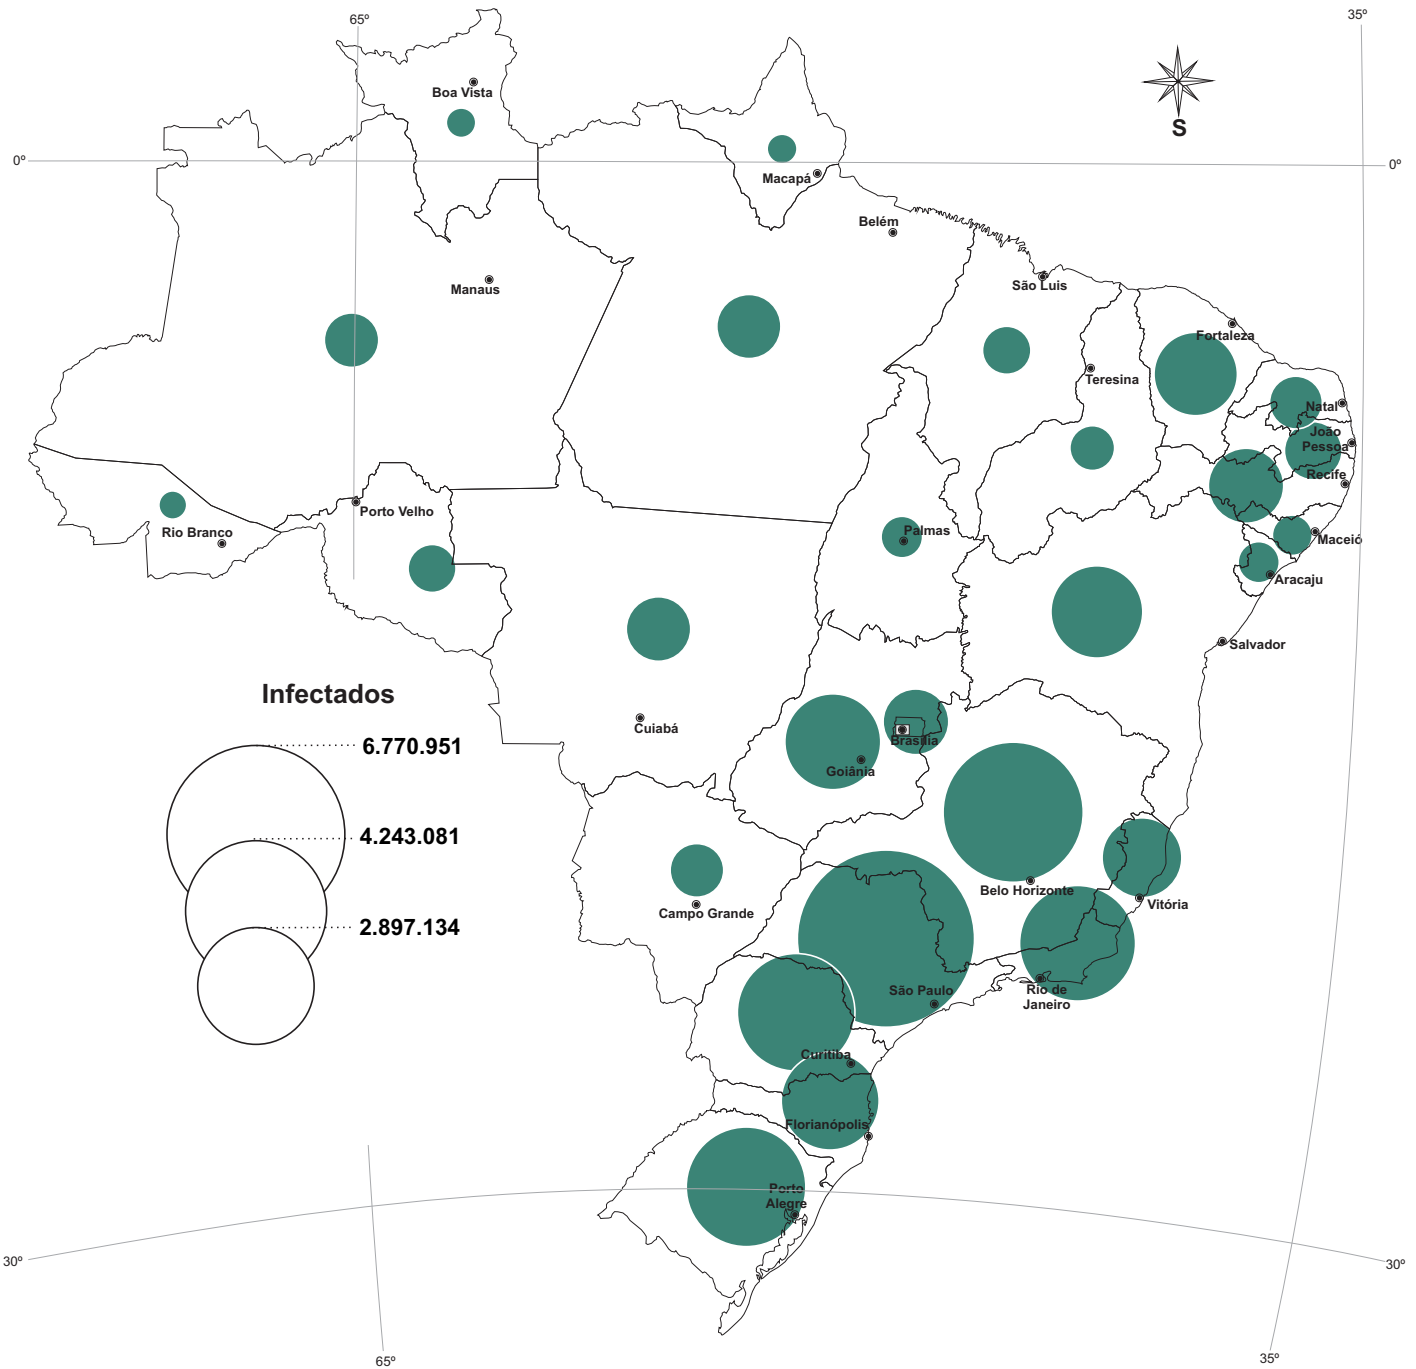 65º
35º
Boa Vista
S
0º
0º
Macapá
Belém
Manaus
São Luis
Fortaleza
Teresina
Natal
João
Pessoa
Recife
Porto Velho
Rio Branco
Palmas
Maceió
Aracaju
Salvador
Infectados
Cuiabá
Brasília
6.770.951
Goiânia
4.243.081
Belo Horizonte
Vitória
Campo Grande
2.897.134
São Paulo
Rio de
Janeiro
Curitiba
Florianópolis
Porto
Alegre
30º
30º
65º
35º